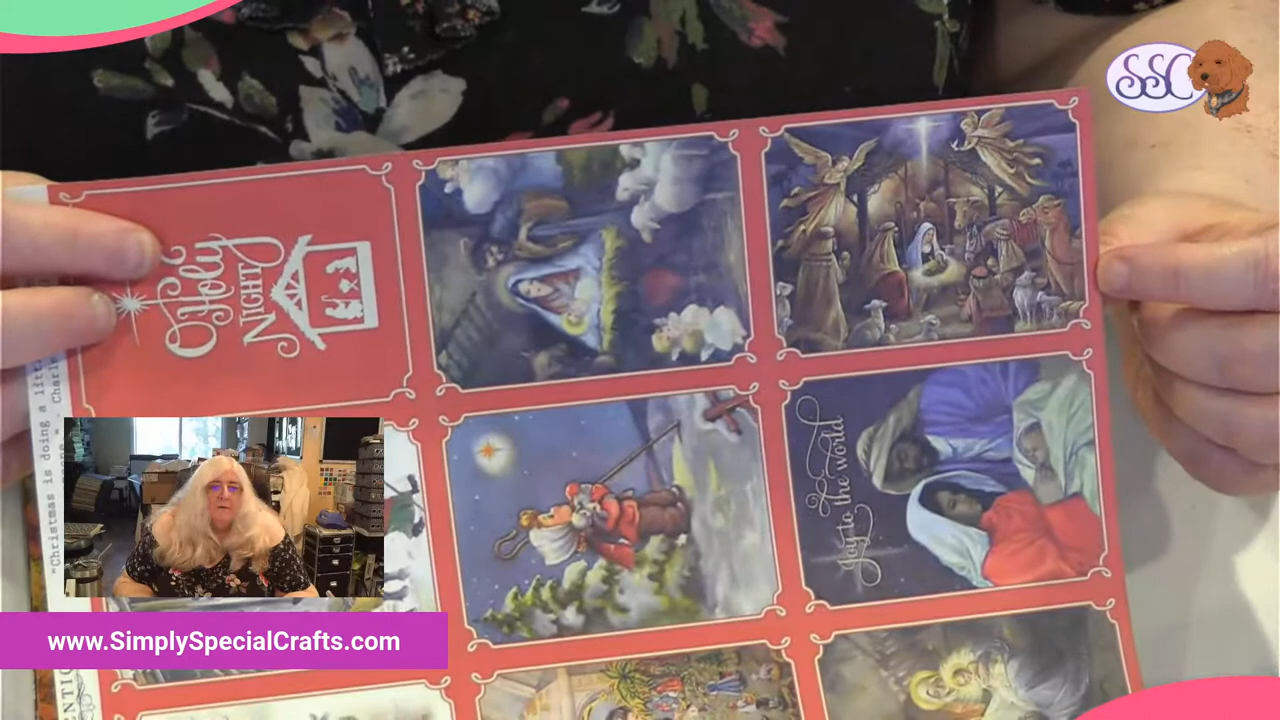 SSC
O Holy
Night
Joy to the world
"Christmas is doing a litt
www.SimplySpecialCrafts.com